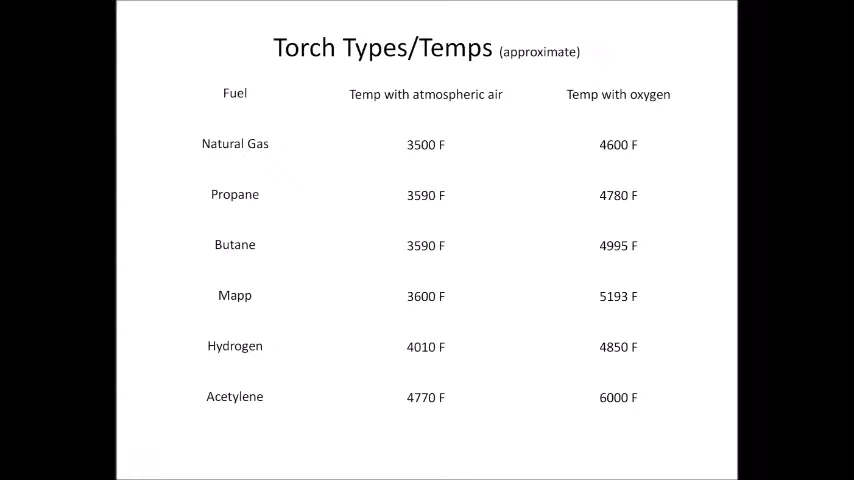 Torch Types/Temps (approximate)
Fuel Temp with atmospheric air Temp with oxygen
Natural Gas 3500 F 4600 F
Propane 3590 F 4780 F
Butane 3590 F 4995 F
Mapp 3600 F 5193 F
Hydrogen 4010 F 4850 F
Acetylene 4770 F 6000 F